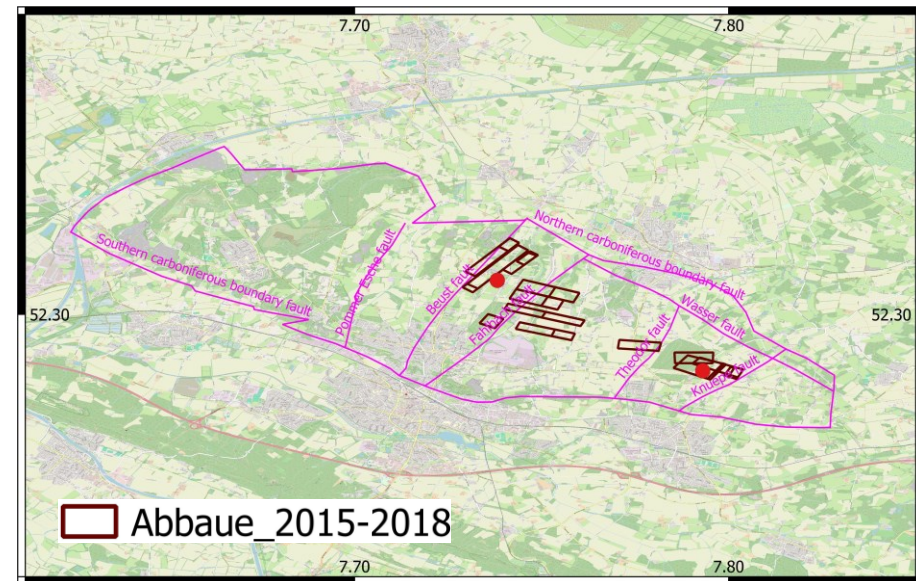 7.70
7.80
Northern carboniferous boundary fault
Southern carboniferous boundary fault
Pommer Esche fault
Beust fault
52.30
52.30
Wasser fault
Theodor fault
Knueppe fault
Abbaue_2015-2018
7.70
7.80